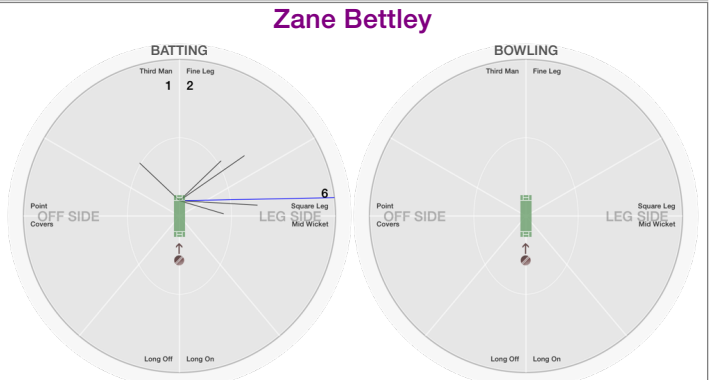 Zane Bettley
BATTING
Third Man Fine Leg
1 2
6
Point Square Leg
OFF SIDE LEG SIDE
Covers Mid Wicket
Long Off Long On
BOWLING
Third Man Fine Leg
Point Square Leg
OFF SIDE LEG SIDE
Covers Mid Wicket
Long Off Long On